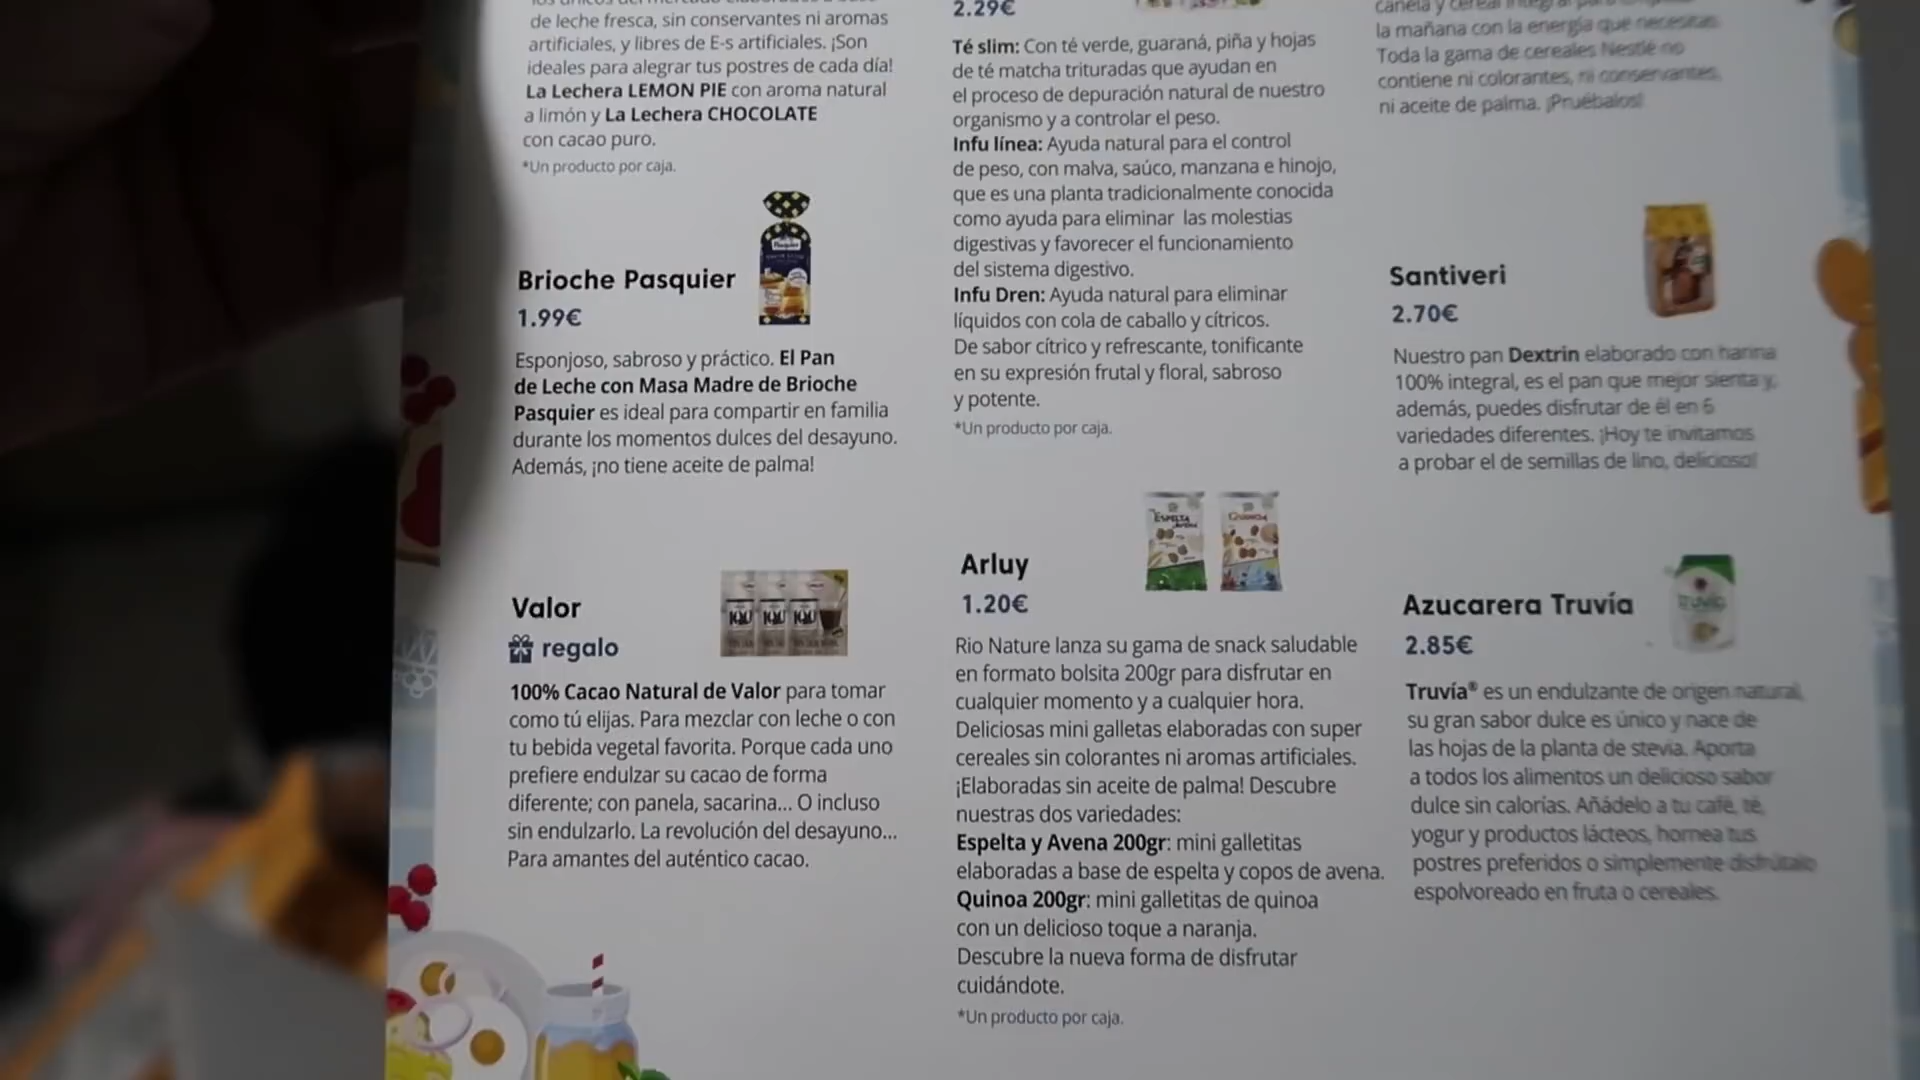 de leche fresca, sin conservantes ni aromas
artificiales, y libres de E-s artificiales. ¡Son
ideales para alegrar tus postres de cada día!
La Lechera LEMON PIE con aroma natural
a limón y La Lechera CHOCOLATE
con cacao puro.
*Un producto por caja.
Brioche Pasquier
1.99€
Esponjoso, sabroso y práctico. El Pan
de Leche con Masa Madre de Brioche
Pasquier es ideal para compartir en familia
durante los momentos dulces del desayuno.
Además, ¡no tiene aceite de palma!
Valor
regalo
100% Cacao Natural de Valor para tomar
como tú elijas. Para mezclar con leche o con
tu bebida vegetal favorita. Porque cada uno
prefiere endulzar su cacao de forma
diferente; con panela, sacarina... O incluso
sin endulzarlo. La revolución del desayuno...
Para amantes del auténtico cacao.
2.29€
Té slim: Con té verde, guaraná, piña y hojas
de té matcha trituradas que ayudan en
el proceso de depuración natural de nuestro
organismo y a controlar el peso.
Infu línea: Ayuda natural para el control
de peso, con malva, saúco, manzana e hinojo,
que es una planta tradicionalmente conocida
como ayuda para eliminar las molestias
digestivas y favorecer el funcionamiento
del sistema digestivo.
Infu Dren: Ayuda natural para eliminar
líquidos con cola de caballo y cítricos.
De sabor cítrico y refrescante, tonificante
en su expresión frutal y floral, sabroso
y potente.
*Un producto por caja.
Arluy
1.20€
Rio Nature lanza su gama de snack saludable
en formato bolsita 200gr para disfrutar en
cualquier momento y a cualquier hora.
Deliciosas mini galletas elaboradas con super
cereales sin colorantes ni aromas artificiales.
¡Elaboradas sin aceite de palma! Descubre
nuestras dos variedades:
Espelta y Avena 200gr: mini galletitas
elaboradas a base de espelta y copos de avena.
Quinoa 200gr: mini galletitas de quinoa
con un delicioso toque a naranja.
Descubre la nueva forma de disfrutar
cuidándote.
*Un producto por caja.
la mañana con la energía que necesitas
Toda la gama de cereales Nestlé no
contiene ni colorantes, ni conservantes,
ni aceite de palma. ¡Pruébalos!
Santiveri
2.70€
Nuestro pan Dextrin elaborado con harina
100% integral, es el pan que mejor sienta y,
además, puedes disfrutar de él en 6
variedades diferentes. ¡Hoy te invitamos
a probar el de semillas de lino, delicioso!
Azucarera Truvía
2.85€
Truvía® es un endulzante de origen natural,
su gran sabor dulce es único y nace de
las hojas de la planta de stevia. Aporta
a todos los alimentos un delicioso sabor
dulce sin calorías. Añádelo a tu café, té,
yogur y productos lácteos, hornea tus
postres preferidos o simplemente disfrútalo
espolvoreado en fruta o cereales.